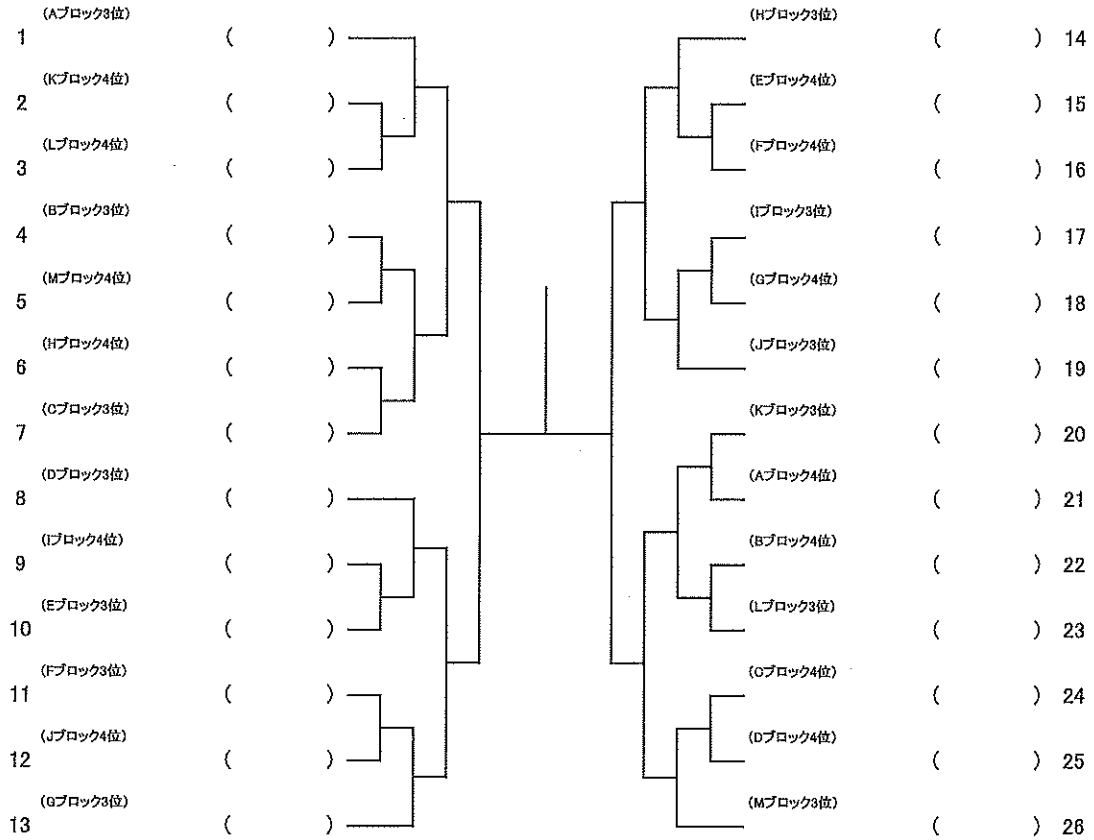 (Aブロック3位)
1 ( )
(Kブロック4位)
2 ( )
(Lブロック4位)
3 ( )
(Bブロック3位)
4 ( )
(Mブロック4位)
5 ( )
(Hブロック4位)
6 ( )
(Cブロック3位)
7 ( )
(Dブロック3位)
8 ( )
(Iブロック4位)
9 ( )
(Eブロック3位)
10 ( )
(Fブロック3位)
11 ( )
(Jブロック4位)
12 ( )
(Gブロック3位)
13 ( )
(Hブロック3位)
( ) 14
(Eブロック4位)
( ) 15
(Fブロック4位)
( ) 16
(Iブロック3位)
( ) 17
(Gブロック4位)
( ) 18
(Jブロック3位)
( ) 19
(Kブロック3位)
( ) 20
(Aブロック4位)
( ) 21
(Bブロック4位)
( ) 22
(Lブロック3位)
( ) 23
(Cブロック4位)
( ) 24
(Dブロック4位)
( ) 25
(Mブロック3位)
( ) 26